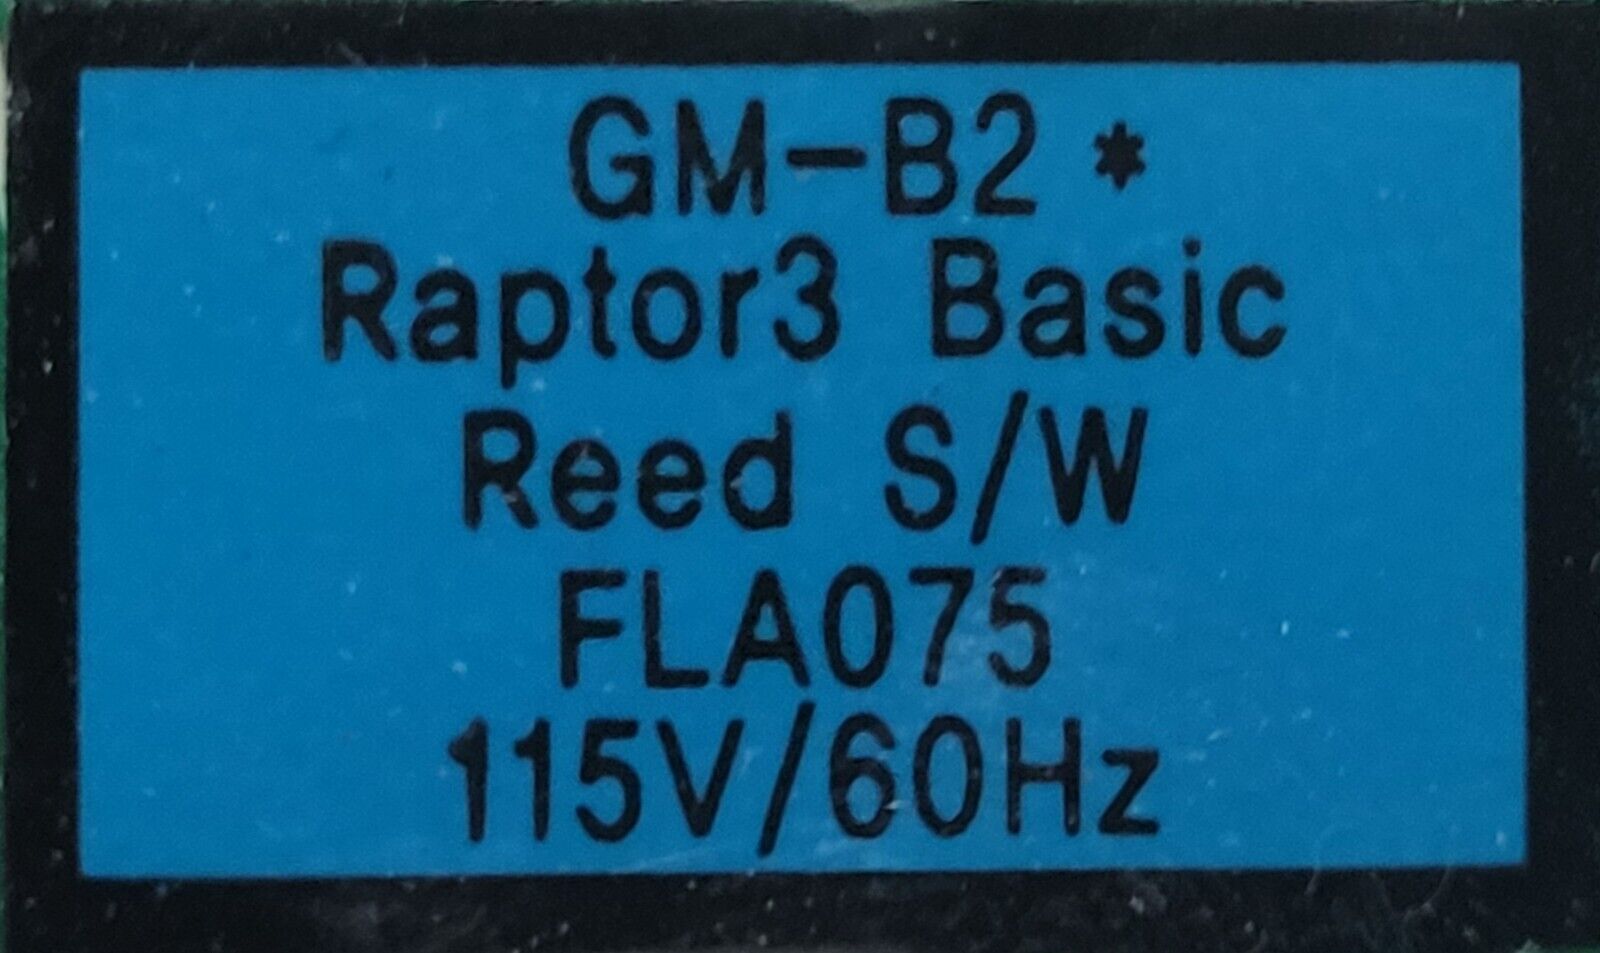 GM-B2 *
Raptor3 Basic
Reed S/W
FLA075
115V/60Hz